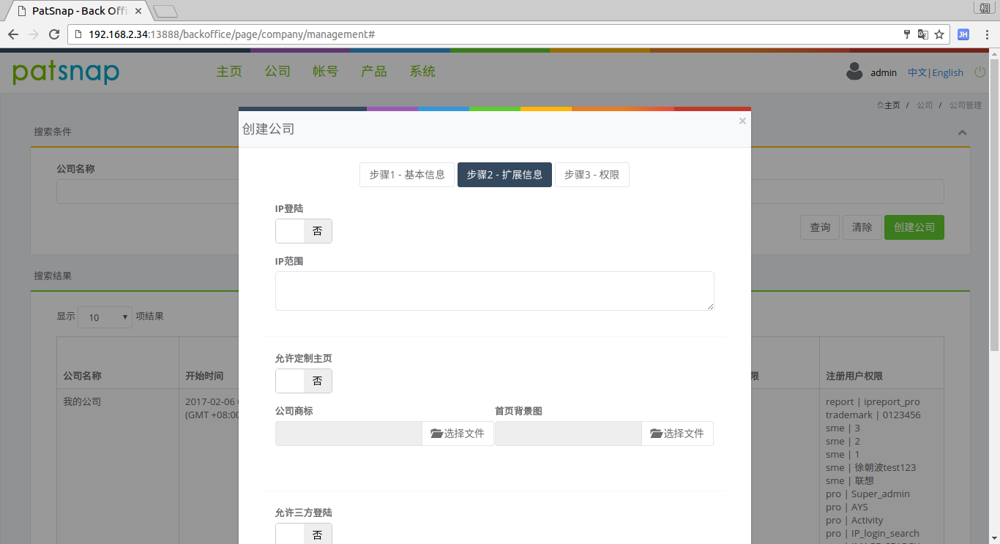 PatSnap - Back Offi
192.168.2.34:13888/backoffice/page/company/management#
JH
patsnap
主页 公司 帐号 产品 系统
admin 中文|English
主页 / 公司 / 公司管理
搜索条件
公司名称
查询 清除 创建公司
搜索结果
显示 10 项结果
公司名称 开始时间 限 注册用户权限
我的公司
2017-02-06
(GMT +08:00
report | ipreport_pro
trademark | 0123456
sme | 3
sme | 2
sme | 1
sme | 徐朝波test123
sme | 联想
pro | Super_admin
pro | AYS
pro | Activity
pro | IP_login_search
创建公司 ×
步骤1 - 基本信息 步骤2 - 扩展信息 步骤3 - 权限
IP登陆
否
IP范围
允许定制主页
否
公司商标 首页背景图
选择文件 选择文件
允许三方登陆
否